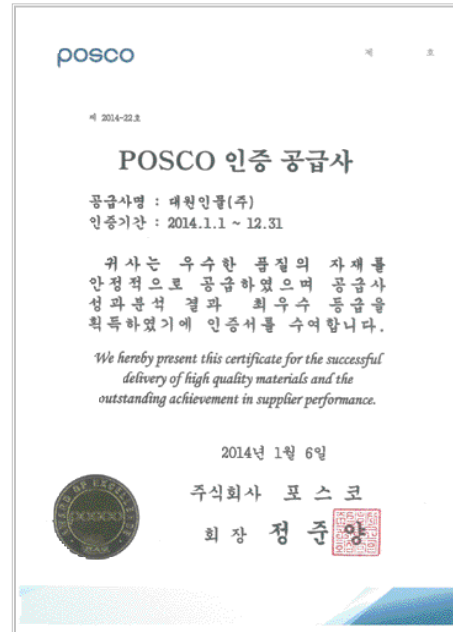 posco
제 호
제 2014-22호
POSCO 인증 공급사
공급사명 : 대원인물(주)
인증기간 : 2014.1.1 ~ 12.31
귀사는 우수한 품질의 자재를
안정적으로 공급하였으며 공급사
성과분석 결과 최우수 등급을
획득하였기에 인증서를 수여합니다.
We hereby present this certificate for the successful
delivery of high quality materials and the
outstanding achievement in supplier performance.
2014년 1월 6일
주식회사 포스코
회장 정준양
AWARD OF EXCELLENCE
posco